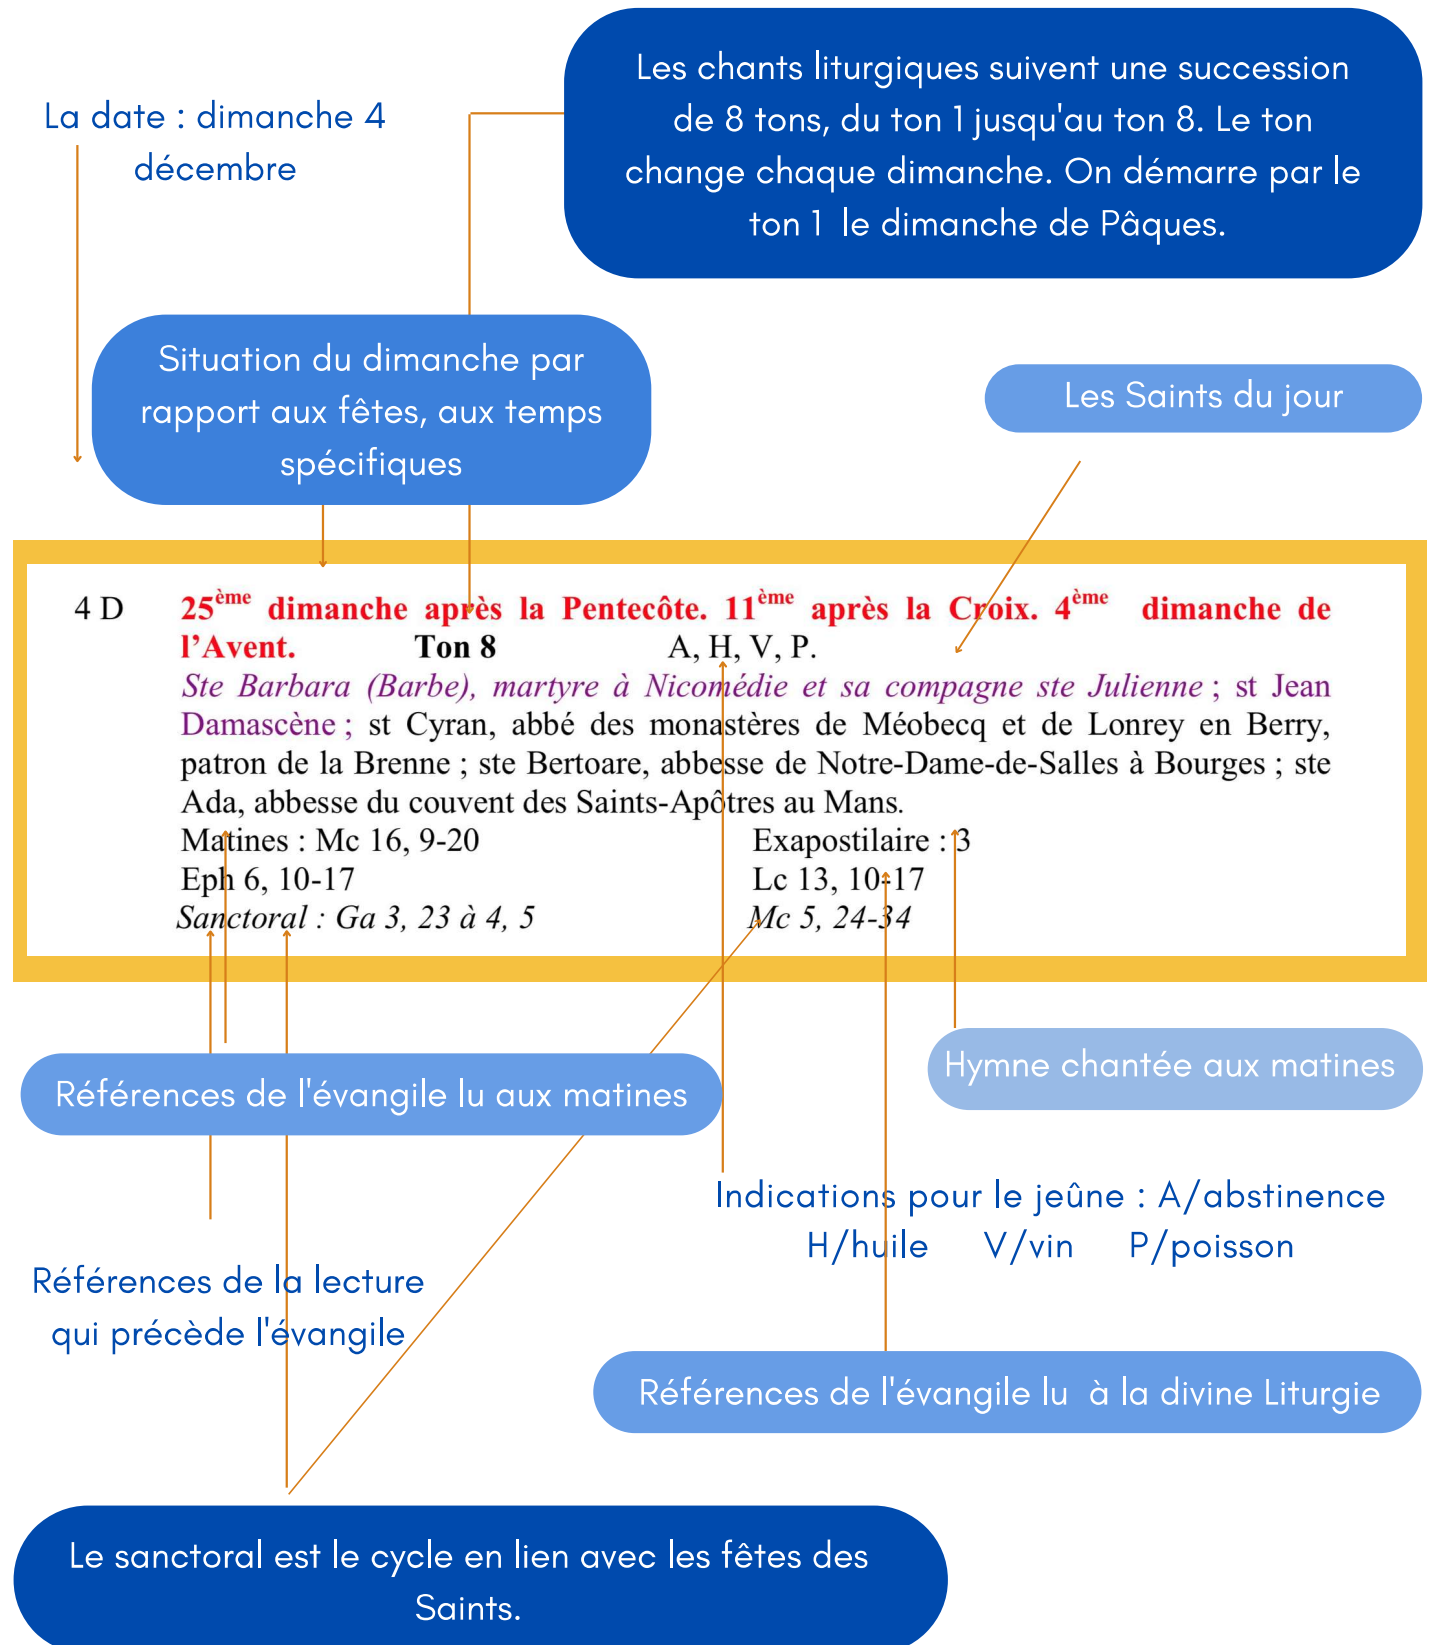 Les chants liturgiques suivent une succession
de 8 tons, du ton 1 jusqu'au ton 8. Le ton
change chaque dimanche. On démarre par le
ton 1 le dimanche de Pâques.
La date : dimanche 4
décembre
Situation du dimanche par
rapport aux fêtes, aux temps
spécifiques
Les Saints du jour
4 D 25ème dimanche après la Pentecôte. 11ème après la Croix. 4ème dimanche de
l’Avent. Ton 8 A, H, V, P.
Ste Barbara (Barbe), martyre à Nicomédie et sa compagne ste Julienne ; st Jean
Damascène ; st Cyran, abbé des monastères de Méobecq et de Lonrey en Berry,
patron de la Brenne ; ste Bertoare, abbesse de Notre-Dame-de-Salles à Bourges ; ste
Ada, abbesse du couvent des Saints-Apôtres au Mans.
Matines : Mc 16, 9-20 Exapostilaire : 3
Eph 6, 10-17 Lc 13, 10-17
Sanctoral : Ga 3, 23 à 4, 5 Mc 5, 24-34
Références de l'évangile lu aux matines
Hymne chantée aux matines
Indications pour le jeûne : A/abstinence
H/huile V/vin P/poisson
Références de la lecture
qui précède l'évangile
Références de l'évangile lu à la divine Liturgie
Le sanctoral est le cycle en lien avec les fêtes des
Saints.